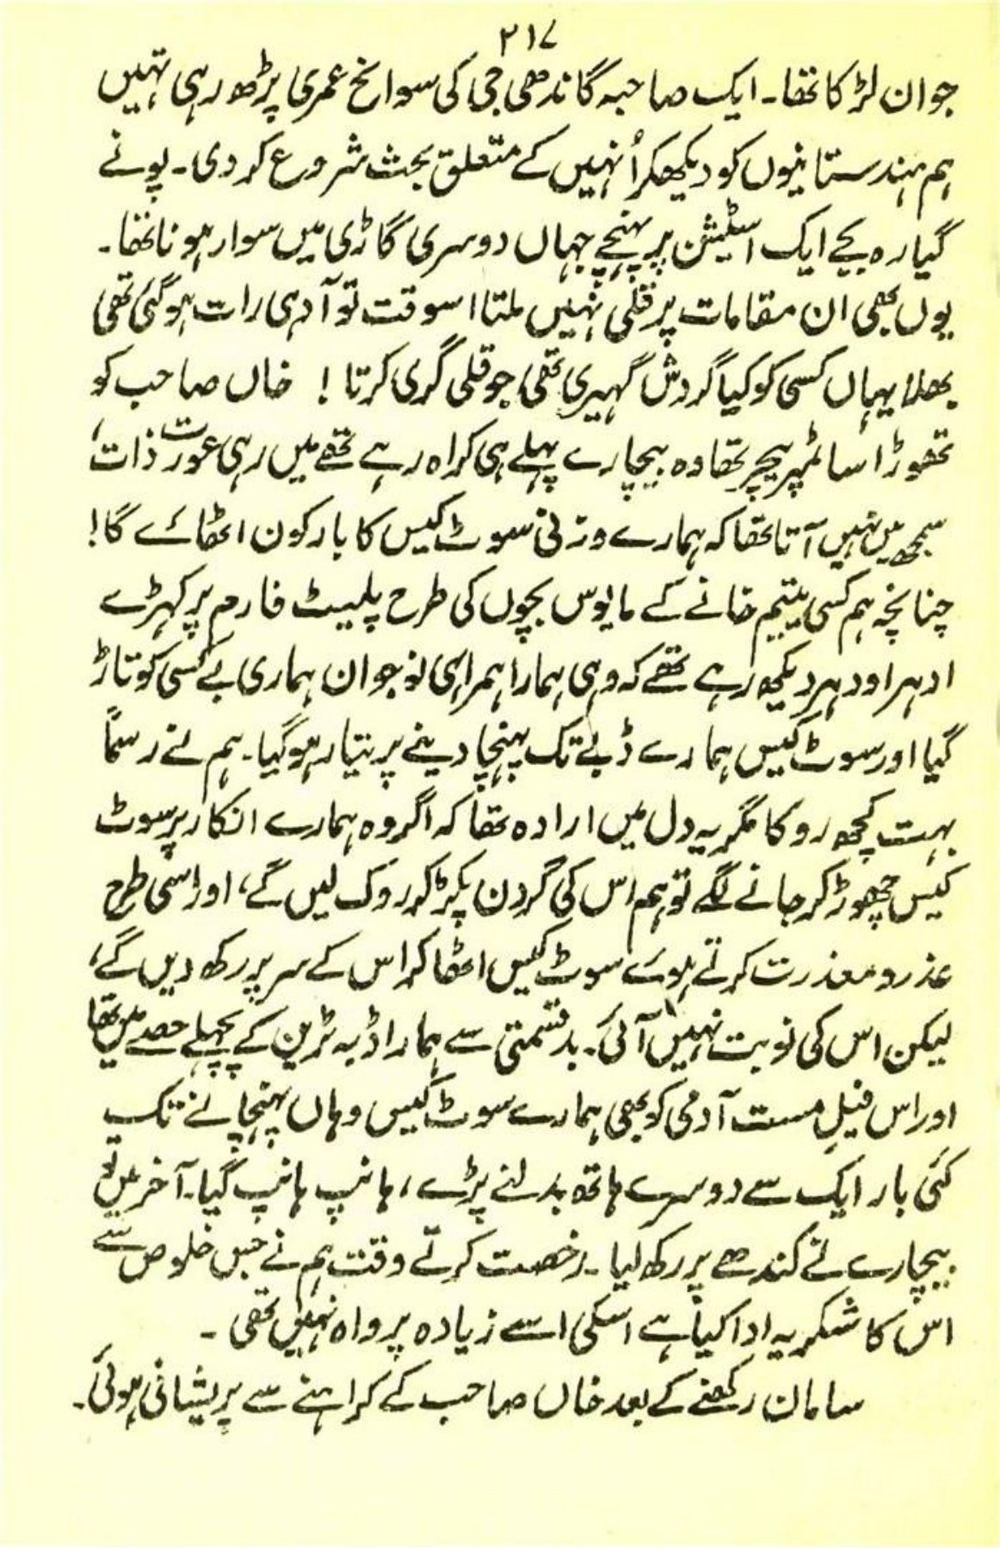 ۲۱۷
جوان لڑکا تھا۔ ایک صاحبہ گاندھی جی کی سوانح عمری پڑھ رہی تہیں
ہم ہندستانیوں کو دیکھکر اُنہیں کے متعلق بحث شروع کر دی۔ پونے
گیارہ بجے ایک اسٹیشن پر پہنچے جہاں دوسری گاڑی میں سوار ہونا تھا۔
یوں بھی ان مقامات پر قلی نہیں ملتا اسوقت تو آدہی رات ہو گئی تھی
بھلا یہاں کسی کو کیا گردش گہیری تھی جو قلی گری کرتا ! خاں صاحب کو
تھوڑا سا ٹمپریچر تھا وہ بیچارے پہلے ہی کراہ رہے تھے میں رہی عورت ذات،
سمجھ میں نہیں آتا تھا کہ ہمارے وزنی سوٹ کیس کا بار کون اٹھائے گا!
چنانچہ ہم کسی یتیم خانے کے مایوس بچوں کی طرح پلیٹ فارم پر کہڑے
ادہر اودہر دیکھ رہے تھے کہ وہی ہمارا ہمراہی نوجوان ہماری بے کسی کو تاڑ
گیا اور سوٹ کیس ہمارے ڈبے تک پہنچا دینے پر تیار ہو گیا۔ ہم نے رسماً
بہت کچھ روکا مگر یہ دل میں ارادہ تھا کہ اگر وہ ہمارے انکار پر سوٹ
کیس چھوڑ کر جانے لگے تو ہم اس کی گردن پکڑ کر روک لیں گے، اور اسی طرح
عذر و معذرت کرتے ہوئے سوٹ کیس اٹھا کر اس کے سر پر رکھ دیں گے،
لیکن اس کی نوبت نہیں آئی۔ بدقسمتی سے ہمارا ڈبہ ٹرین کے پچھلے حصے میں تھا
اور اس فیلِ مست آدمی کو بھی ہمارے سوٹ کیس وہاں پہنچانے تک
کئی بار ایک سے دوسرے ہاتھ بدلنے پڑے، ہانپ ہانپ گیا۔ آخر میں تو
بیچارے نے کندھے پر رکھ لیا۔ رخصت کرتے وقت ہم نے جس خلوص سے
اس کا شکریہ ادا کیا ہے اسکی اسے زیادہ پرواہ نہیں تھی ۔
سامان رکھنے کے بعد خاں صاحب کے کراہنے سے پریشانی ہوئی۔